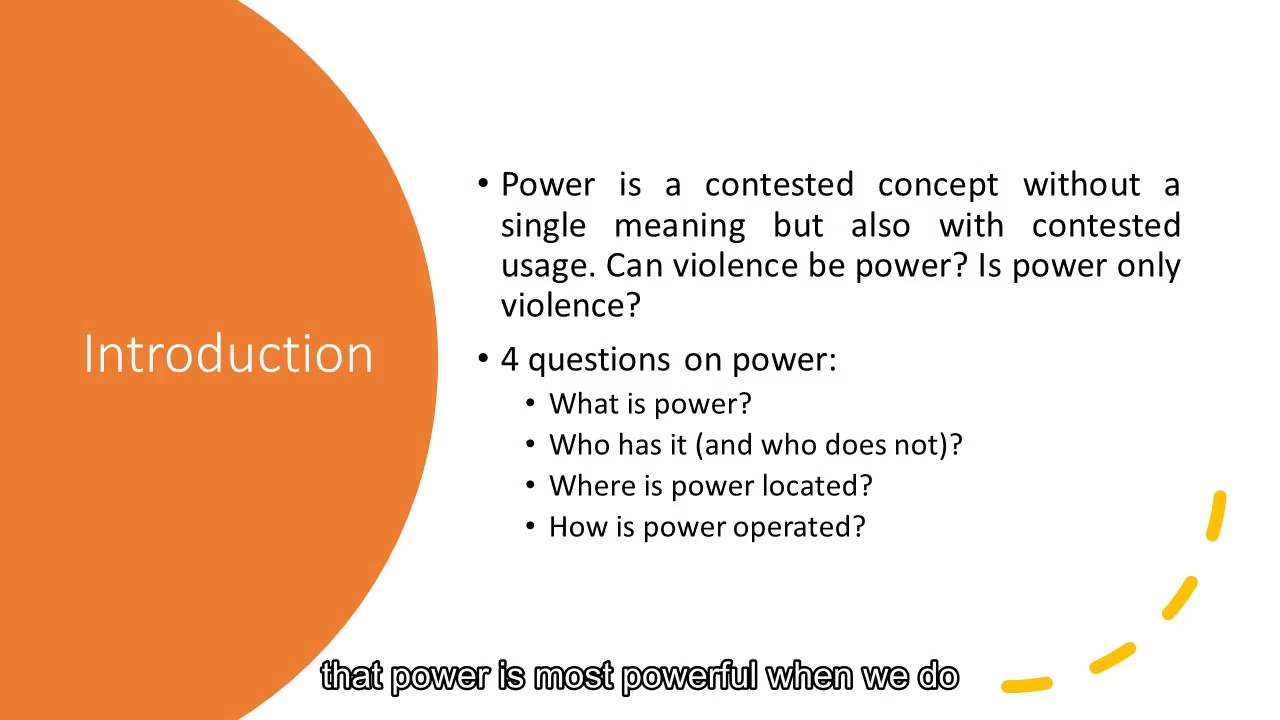 Introduction
• Power is a contested concept without a
single meaning but also with contested
usage. Can violence be power? Is power only
violence?
• 4 questions on power:
• What is power?
• Who has it (and who does not)?
• Where is power located?
• How is power operated?
that power is most powerful when we do